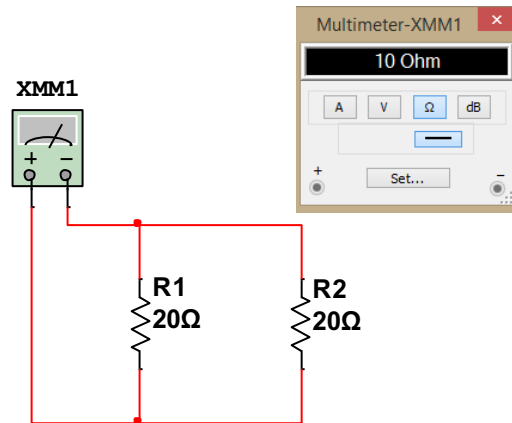 Multimeter-XMM1
×
10 Ohm
A V Ω dB
+ Set... −
XMM1
+ −
R1
20Ω
R2
20Ω